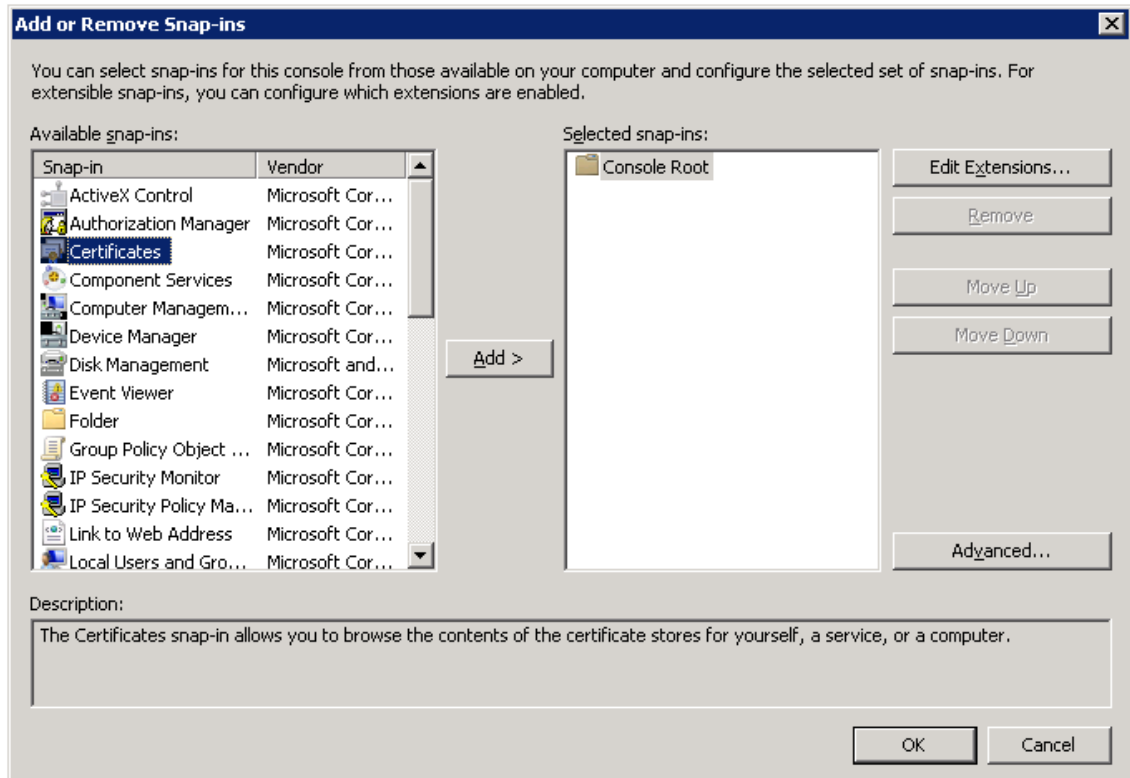 Add or Remove Snap-ins
You can select snap-ins for this console from those available on your computer and configure the selected set of snap-ins. For
extensible snap-ins, you can configure which extensions are enabled.
Available snap-ins:
Selected snap-ins:
Snap-in Vendor
ActiveX Control Microsoft Cor...
Authorization Manager Microsoft Cor...
Certificates Microsoft Cor...
Component Services Microsoft Cor...
Computer Managem... Microsoft Cor...
Device Manager Microsoft Cor...
Disk Management Microsoft and...
Event Viewer Microsoft Cor...
Folder Microsoft Cor...
Group Policy Object ... Microsoft Cor...
IP Security Monitor Microsoft Cor...
IP Security Policy Ma... Microsoft Cor...
Link to Web Address Microsoft Cor...
Local Users and Gro... Microsoft Cor...
Add >
Console Root
Edit Extensions...
Remove
Move Up
Move Down
Advanced...
Description:
The Certificates snap-in allows you to browse the contents of the certificate stores for yourself, a service, or a computer.
OK Cancel